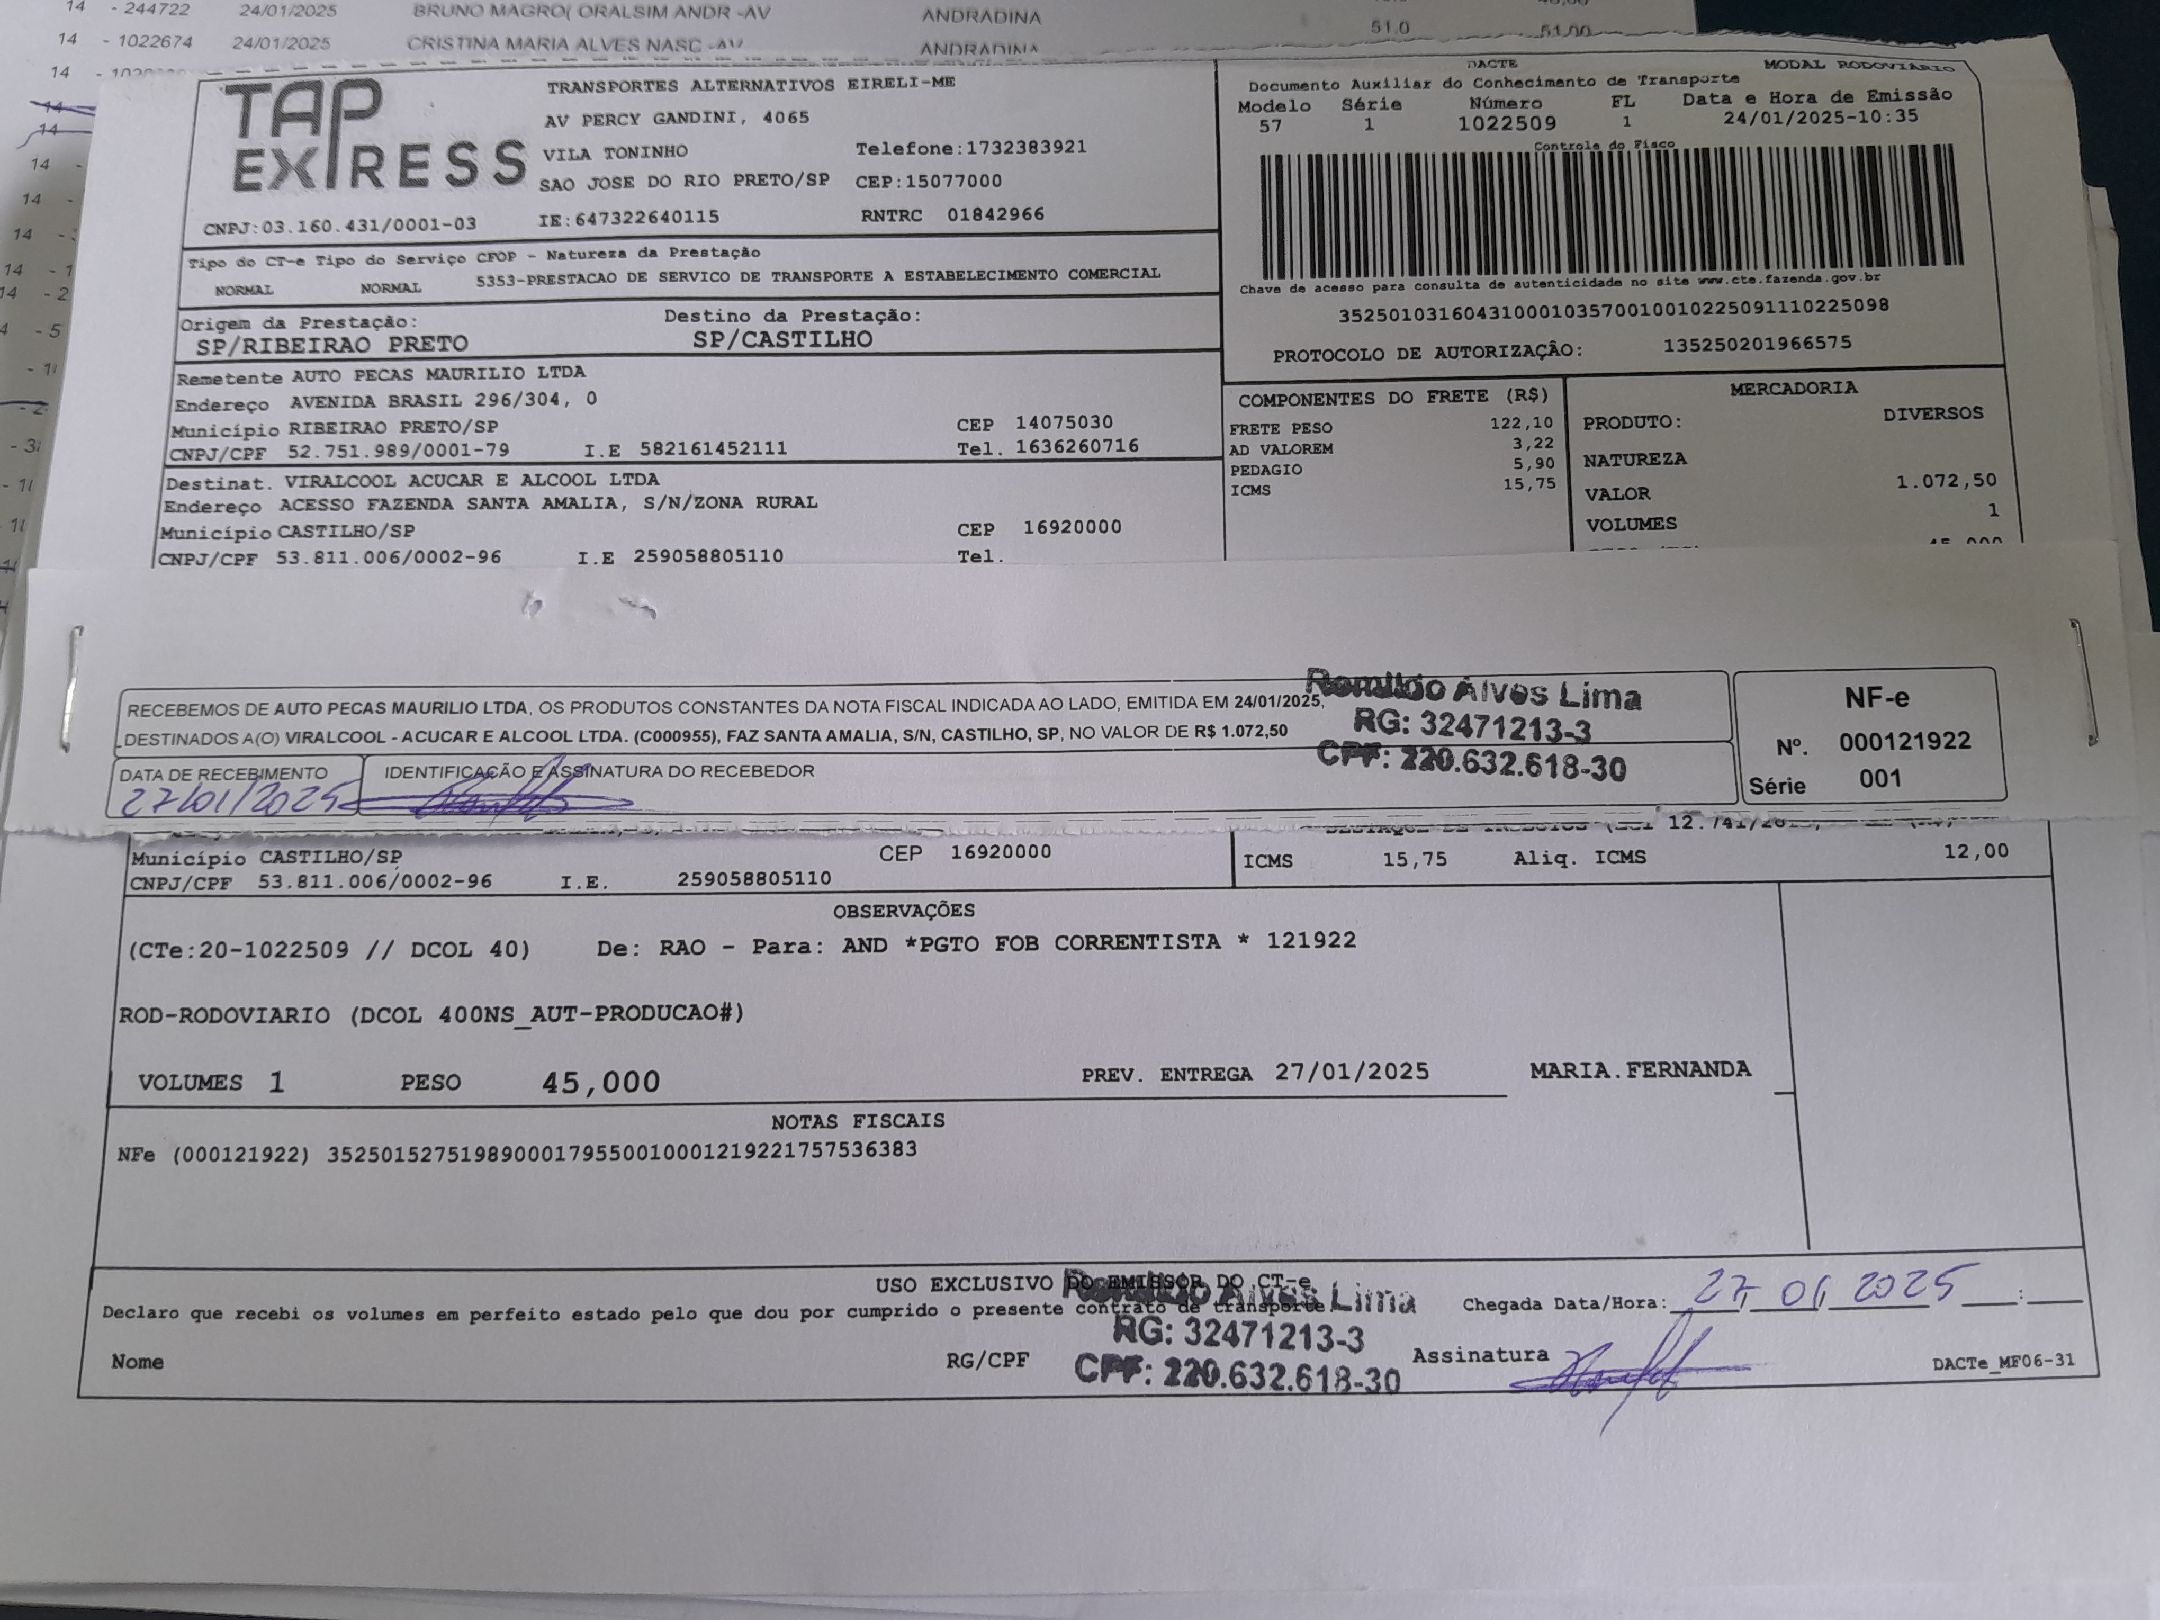 14 - 244722 24/01/2025 BRUNO MAGRO( ORALSIM ANDR -AV ANDRADINA
14 - 1022674 24/01/2025 CRISTINA MARIA ALVES NASC -AV ANDRADINA 51.0 51,00
14
TAP EXPRESS
TRANSPORTES ALTERNATIVOS EIRELI-ME
AV PERCY GANDINI, 4065
VILA TONINHO Telefone:1732383921
SAO JOSE DO RIO PRETO/SP CEP:15077000
CNPJ:03.160.431/0001-03 IE:647322640115 RNTRC 01842966
DACTE MODAL RODOVIARIO
Documento Auxiliar do Conhecimento de Transporte
Modelo Série Número FL Data e Hora de Emissão
57 1 1022509 1 24/01/2025-10:35
Controle do Fisco
Chave de acesso para consulta de autenticidade no site www.cte.fazenda.gov.br
35250103160431000103570010010225091110225098
PROTOCOLO DE AUTORIZAÇÂO: 135250201966575
Tipo do CT-e Tipo do Serviço CFOP - Natureza da Prestação
NORMAL NORMAL 5353-PRESTACAO DE SERVICO DE TRANSPORTE A ESTABELECIMENTO COMERCIAL
Origem da Prestação: Destino da Prestação:
SP/RIBEIRAO PRETO SP/CASTILHO
Remetente AUTO PECAS MAURILIO LTDA
Endereço AVENIDA BRASIL 296/304, 0
Município RIBEIRAO PRETO/SP CEP 14075030
CNPJ/CPF 52.751.989/0001-79 I.E 582161452111 Tel. 1636260716
Destinat. VIRALCOOL ACUCAR E ALCOOL LTDA
Endereço ACESSO FAZENDA SANTA AMALIA, S/N/ZONA RURAL
Município CASTILHO/SP CEP 16920000
CNPJ/CPF 53.811.006/0002-96 I.E 259058805110 Tel.
COMPONENTES DO FRETE (R$)
FRETE PESO 122,10
AD VALOREM 3,22
PEDAGIO 5,90
ICMS 15,75
MERCADORIA
PRODUTO: DIVERSOS
NATUREZA
VALOR 1.072,50
VOLUMES 1
RECEBEMOS DE AUTO PECAS MAURILIO LTDA, OS PRODUTOS CONSTANTES DA NOTA FISCAL INDICADA AO LADO, EMITIDA EM 24/01/2025,
DESTINADOS A(O) VIRALCOOL - ACUCAR E ALCOOL LTDA. (C000955), FAZ SANTA AMALIA, S/N, CASTILHO, SP, NO VALOR DE R$ 1.072,50
DATA DE RECEBIMENTO IDENTIFICAÇÃO E ASSINATURA DO RECEBEDOR
27/01/2025
Romildo Alves Lima
RG: 32471213-3
CPF: 220.632.618-30
NF-e
Nº. 000121922
Série 001
Município CASTILHO/SP CEP 16920000
CNPJ/CPF 53.811.006/0002-96 I.E. 259058805110
ICMS 15,75 Aliq. ICMS 12,00
OBSERVAÇÕES
(CTe:20-1022509 // DCOL 40) De: RAO - Para: AND *PGTO FOB CORRENTISTA * 121922
ROD-RODOVIARIO (DCOL 400NS_AUT-PRODUCAO#)
VOLUMES 1 PESO 45,000 PREV. ENTREGA 27/01/2025 MARIA.FERNANDA
NOTAS FISCAIS
NFe (000121922) 35250152751989000179550010001219221757536383
USO EXCLUSIVO DO EMISSOR DO CT-e
Declaro que recebi os volumes em perfeito estado pelo que dou por cumprido o presente contrato de transporte.
Chegada Data/Hora: 27 01 2025 :
Romildo Alves Lima
RG: 32471213-3
CPF: 220.632.618-30
Nome RG/CPF Assinatura DACTe_MF06-31